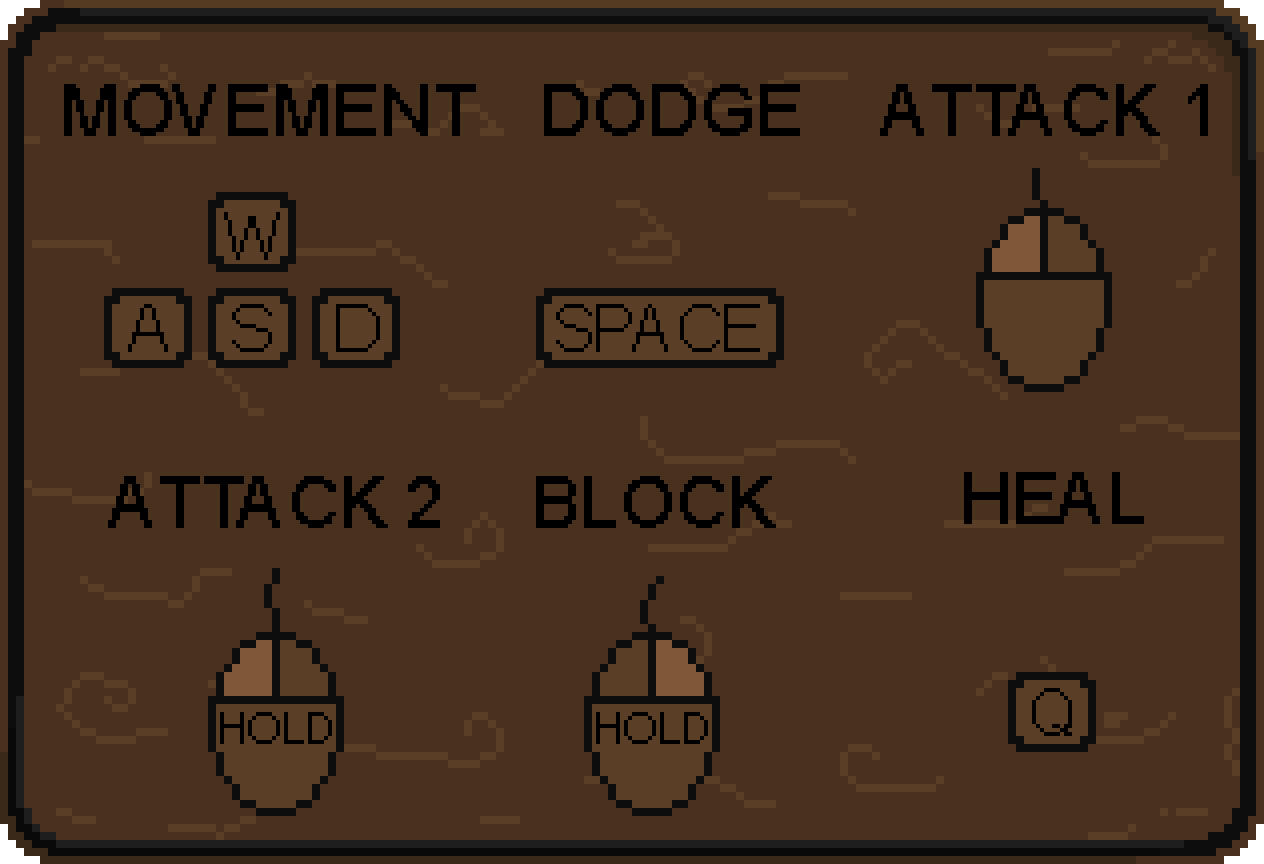 MOVEMENT DODGE ATTACK 1
W
A S D SPACE
ATTACK 2 BLOCK HEAL
HOLD HOLD Q